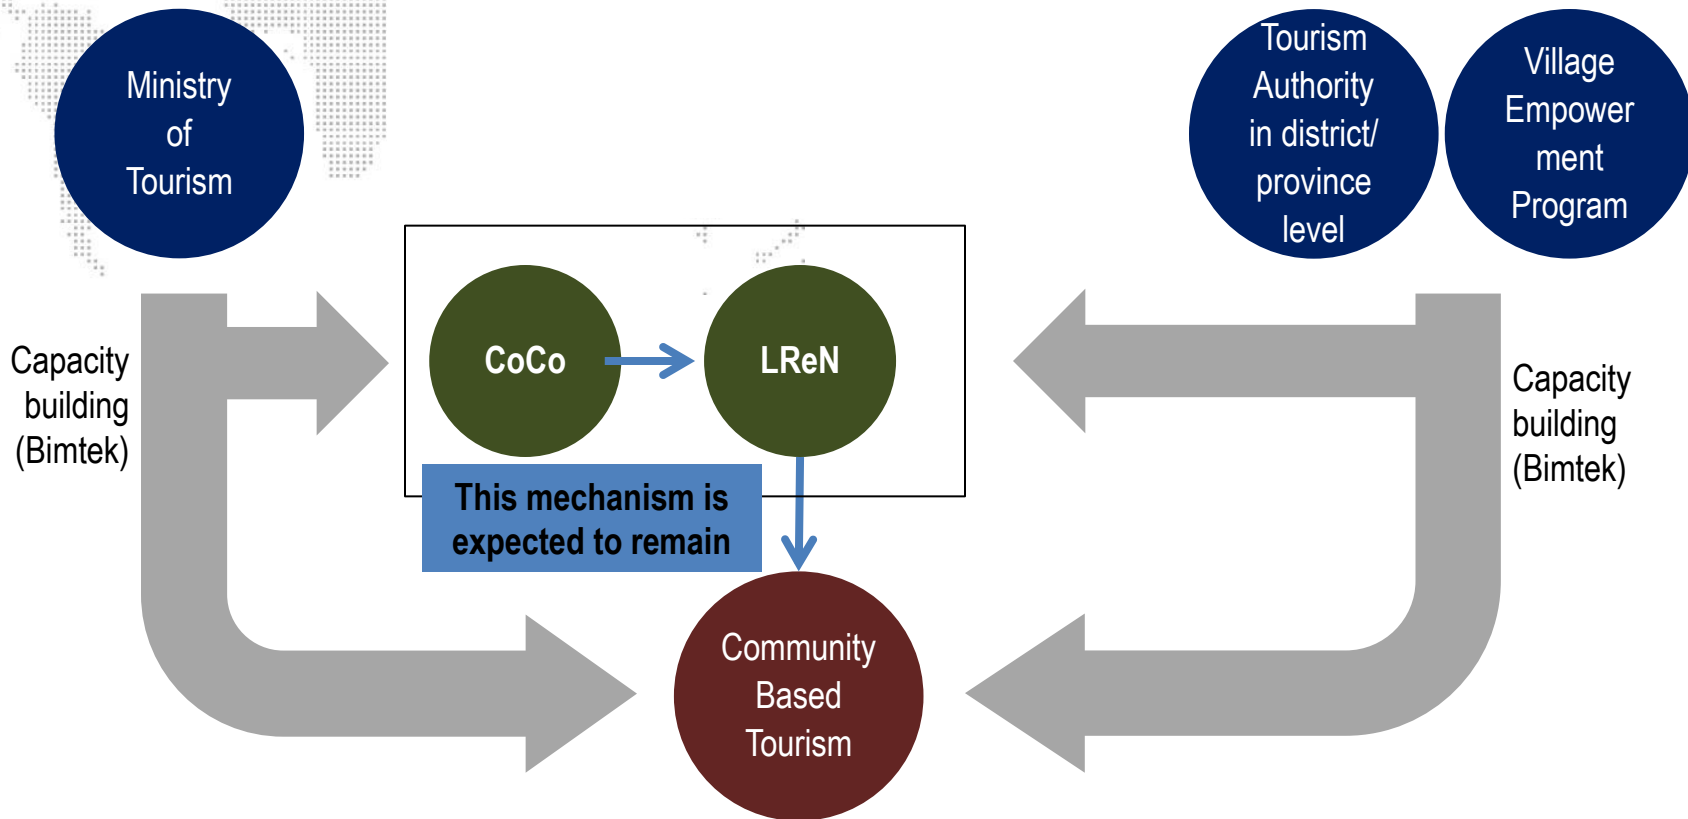 Ministry
of
Tourism
Tourism
Authority
in district/
province
level
Village
Empower
ment
Program
Capacity
building
(Bimtek)
CoCo
LReN
This mechanism is
expected to remain
Capacity
building
(Bimtek)
Community
Based
Tourism